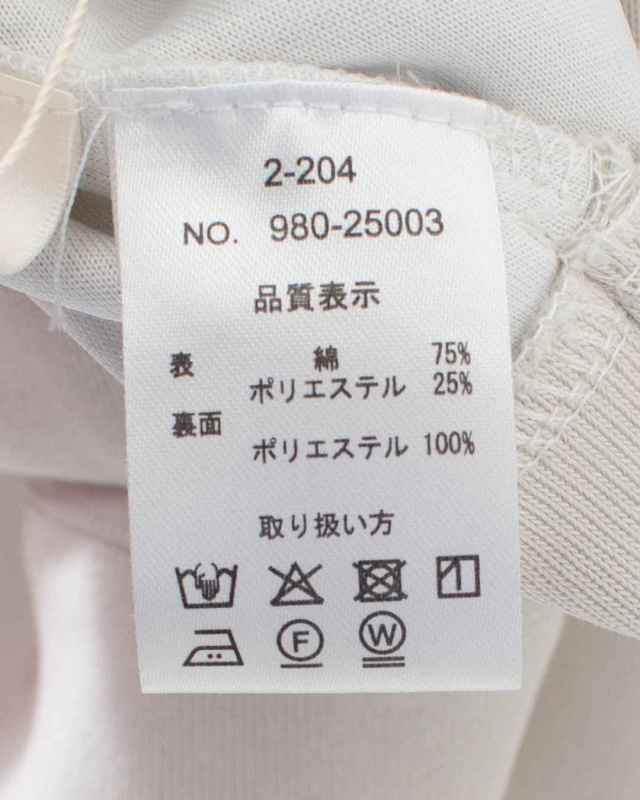 2-204
NO. 980-25003
品質表示
表 綿 75%
ポリエステル 25%
裏面
ポリエステル 100%
取り扱い方
F W